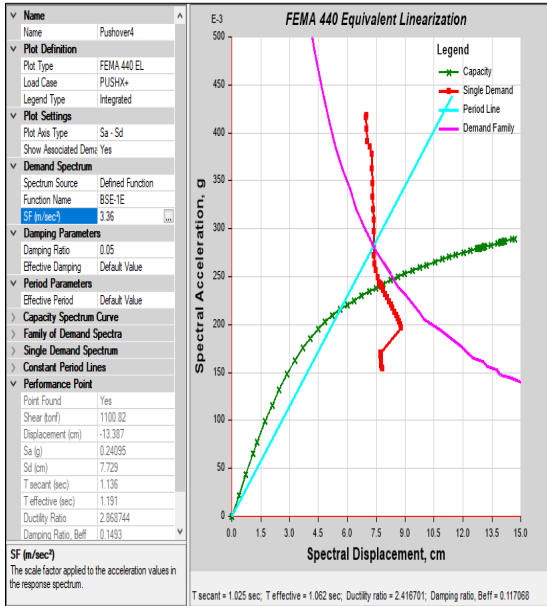 Name
Name Pushover4
Plot Definition
Plot Type FEMA 440 EL
Load Case PUSHX+
Legend Type Integrated
Plot Settings
Plot Axis Type Sa - Sd
Show Associated Dema Yes
Demand Spectrum
Spectrum Source Defined Function
Function Name BSE-1E
SF (m/sec²) 3.36 ...
Damping Parameters
Damping Ratio 0.05
Effective Damping Default Value
Period Parameters
Effective Period Default Value
Capacity Spectrum Curve
Family of Demand Spectra
Single Demand Spectrum
Constant Period Lines
Performance Point
Point Found Yes
Shear (tonf) 1100.82
Displacement (cm) -13.387
Sa (g) 0.24095
Sd (cm) 7.729
T secant (sec) 1.136
T effective (sec) 1.191
Ductility Ratio 2.868744
Damping Ratio, Beff 0.1493
SF (m/sec²)
The scale factor applied to the acceleration values in
the response spectrum.
E-3
FEMA 440 Equivalent Linearization
Legend
Capacity
Single Demand
Period Line
Demand Family
Spectral Acceleration, g
500
450
400
350
300
250
200
150
100
50
0
0.0 1.5 3.0 4.5 6.0 7.5 9.0 10.5 12.0 13.5 15.0
Spectral Displacement, cm
T secant = 1.025 sec; T effective = 1.062 sec; Ductility ratio = 2.416701; Damping ratio, Beff = 0.117068